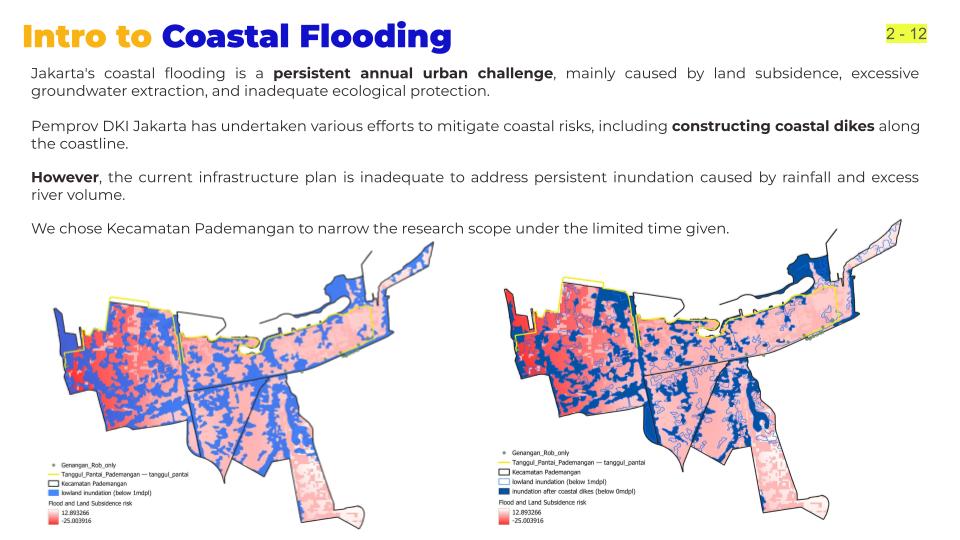 Intro to Coastal Flooding
2 - 12
Jakarta's coastal flooding is a persistent annual urban challenge, mainly caused by land subsidence, excessive
groundwater extraction, and inadequate ecological protection.
Pemprov DKI Jakarta has undertaken various efforts to mitigate coastal risks, including constructing coastal dikes along
the coastline.
However, the current infrastructure plan is inadequate to address persistent inundation caused by rainfall and excess
river volume.
We chose Kecamatan Pademangan to narrow the research scope under the limited time given.
Genangan_Rob_only
Tanggul_Pantai_Pademangan — tanggul_pantai
Kecamatan Pademangan
lowland inundation (below 1mdpl)
Flood and Land Subsidence risk
12.893266
-25.003916
Genangan_Rob_only
Tanggul_Pantai_Pademangan — tanggul_pantai
Kecamatan Pademangan
lowland inundation (below 1mdpl)
inundation after coastal dikes (below 0mdpl)
Flood and Land Subsidence risk
12.893266
-25.003916